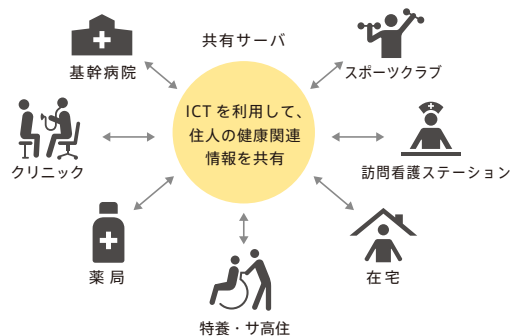 共有サーバ
基幹病院
スポーツクラブ
ICTを利用して、
住人の健康関連
情報を共有
クリニック
訪問看護ステーション
薬局
在宅
特養・サ高住